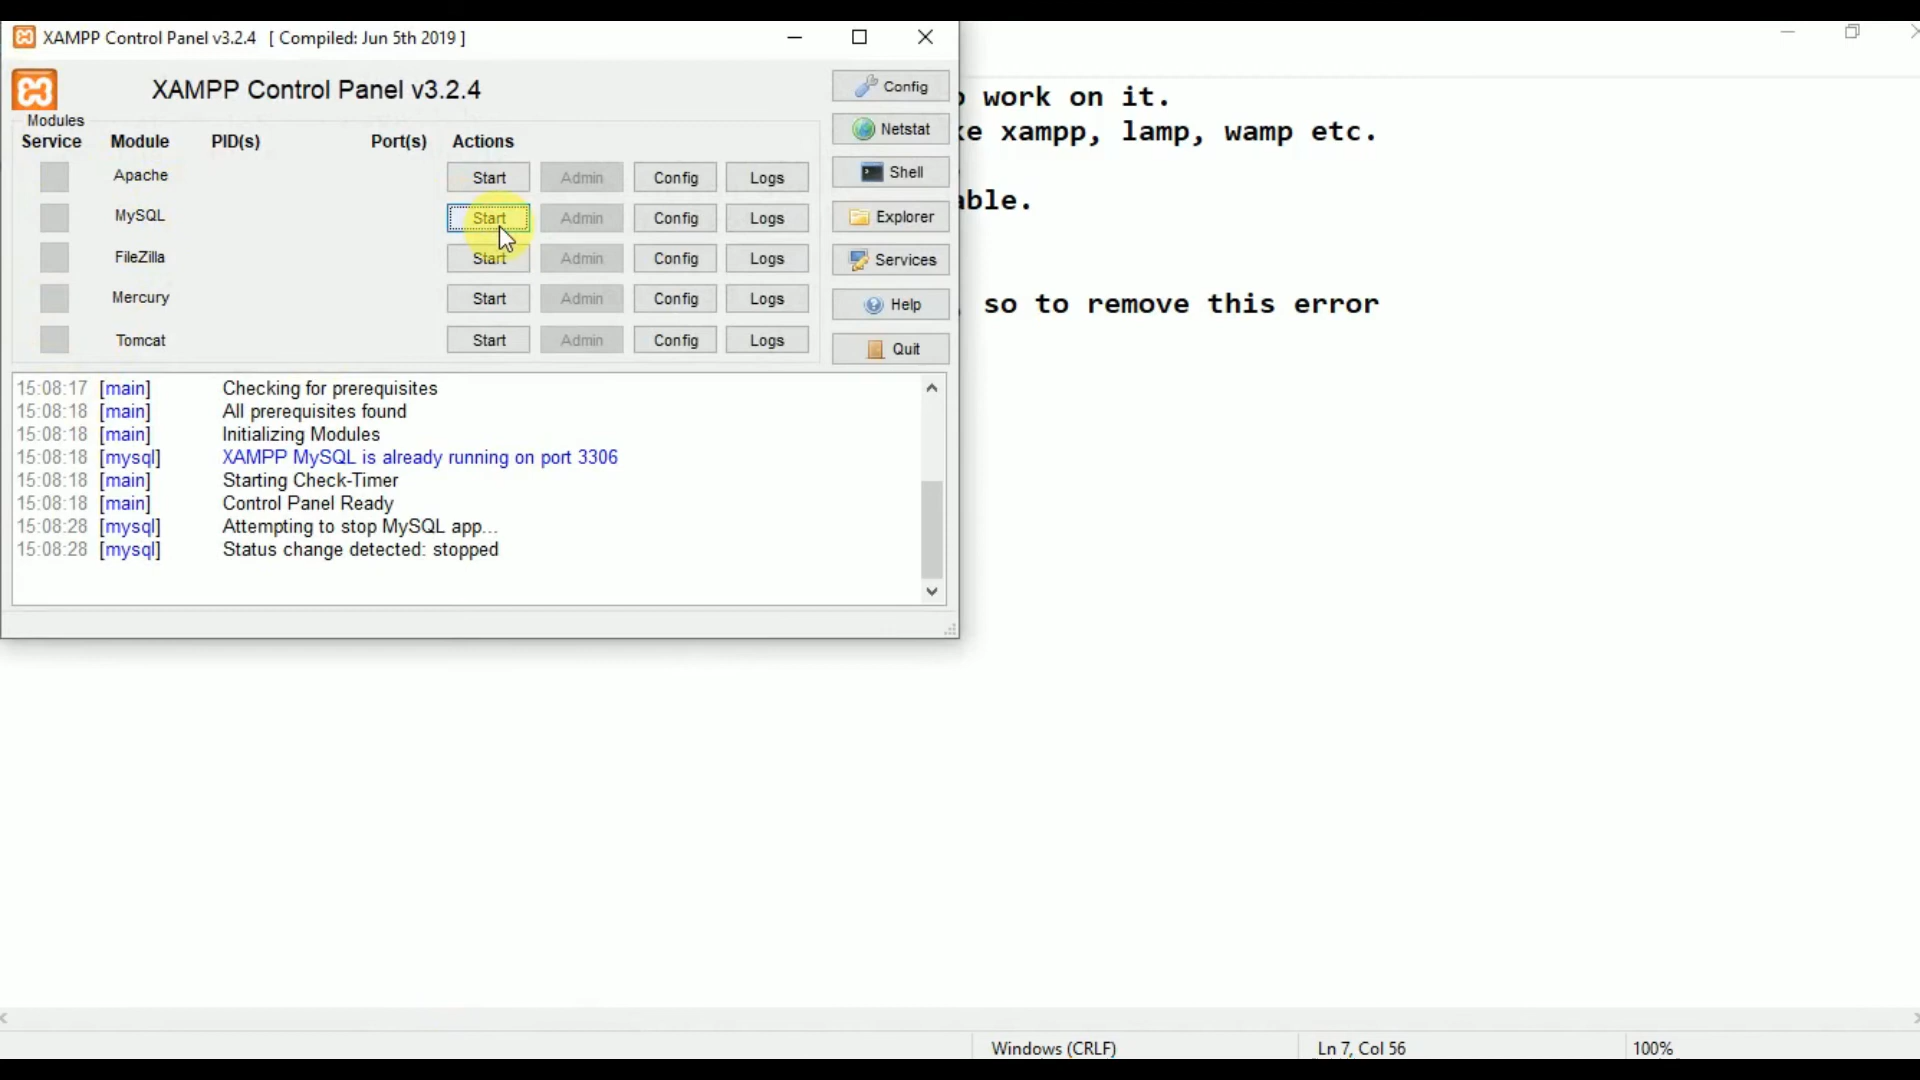 XAMPP Control Panel v3.2.4 [ Compiled: Jun 5th 2019 ]
XAMPP Control Panel v3.2.4
Config
Modules
Service Module PID(s) Port(s) Actions
Netstat
Apache Start Admin Config Logs
Shell
MySQL Start Admin Config Logs
Explorer
FileZilla Start Admin Config Logs
Services
Mercury Start Admin Config Logs
Help
Tomcat Start Admin Config Logs
Quit
15:08:17 [main] Checking for prerequisites
15:08:18 [main] All prerequisites found
15:08:18 [main] Initializing Modules
15:08:18 [mysql] XAMPP MySQL is already running on port 3306
15:08:18 [main] Starting Check-Timer
15:08:18 [main] Control Panel Ready
15:08:28 [mysql] Attempting to stop MySQL app...
15:08:28 [mysql] Status change detected: stopped
work on it.
xampp, lamp, wamp etc.
able.
so to remove this error
Windows (CRLF) Ln 7, Col 56 100%